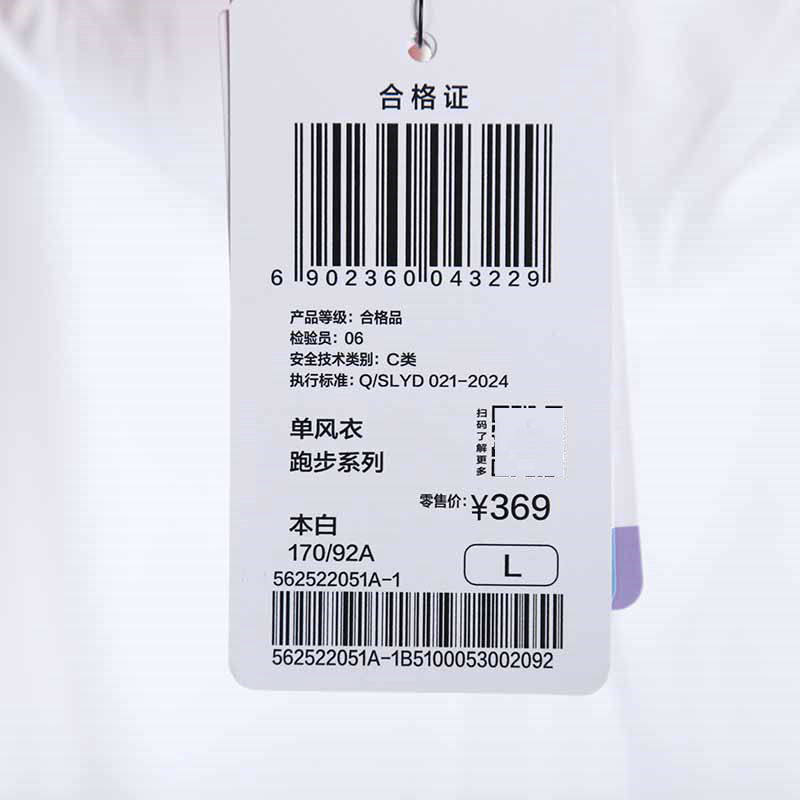 合格证
6 902360 043229
产品等级：合格品
检验员：06
安全技术类别：C类
执行标准：Q/SLYD 021-2024
单风衣
跑步系列
扫码了解更多
零售价：¥369
本白
170/92A
L
562522051A-1
562522051A-1B5100053002092